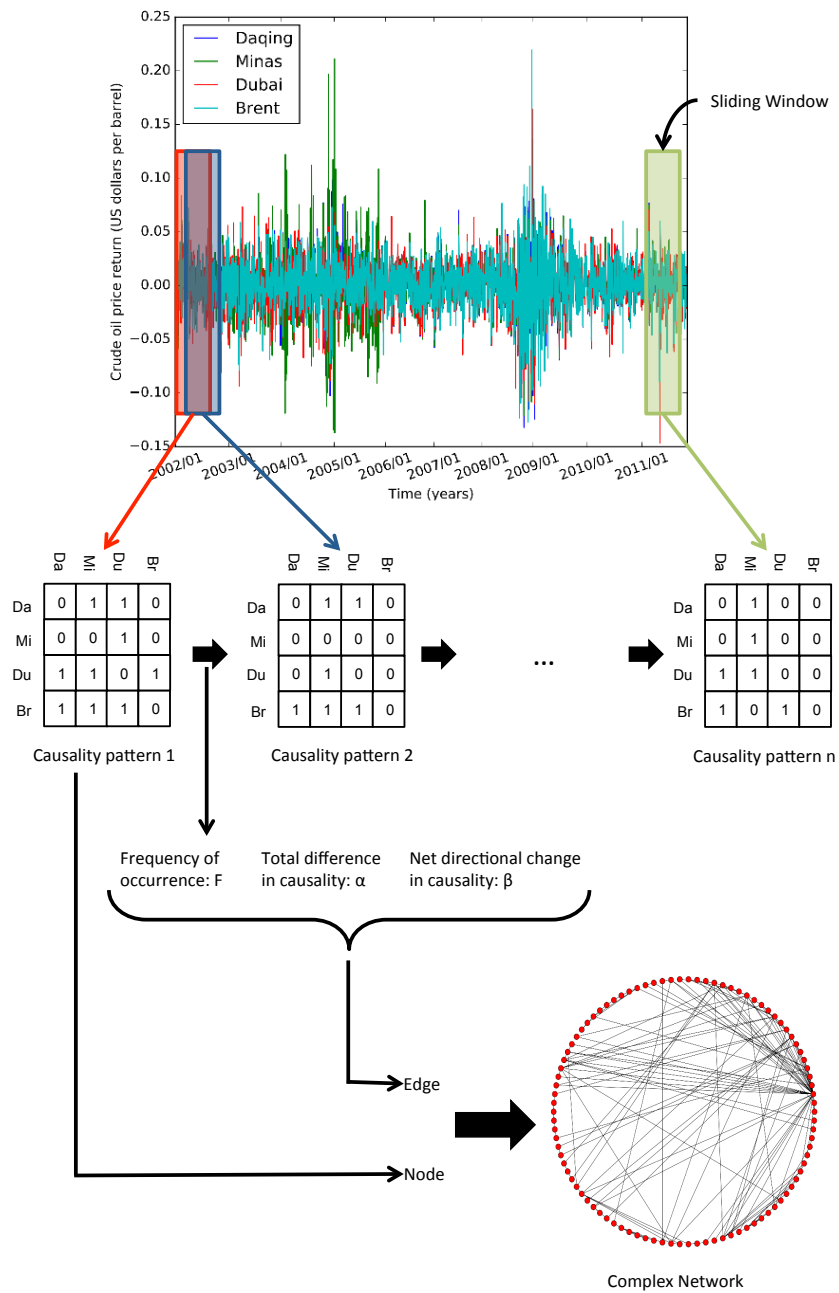 0.25
0.20
0.15
0.10
0.05
0.00
−0.05
−0.10
−0.15
Crude oil price return (US dollars per barrel)
Daqing
Minas
Dubai
Brent
Sliding Window
2002/01 2003/01 2004/01 2005/01 2006/01 2007/01 2008/01 2009/01 2010/01 2011/01
Time (years)
Da Mi Du Br
Da 0 1 1 0
Mi 0 0 1 0
Du 1 1 0 1
Br 1 1 1 0
Causality pattern 1
Da Mi Du Br
Da 0 1 1 0
Mi 0 0 0 0
Du 0 1 0 0
Br 1 1 1 0
Causality pattern 2
...
Da Mi Du Br
Da 0 1 0 0
Mi 0 1 0 0
Du 1 1 0 0
Br 1 0 1 0
Causality pattern n
Frequency of
occurrence: F
Total difference
in causality: α
Net directional change
in causality: β
Edge
Node
Complex Network